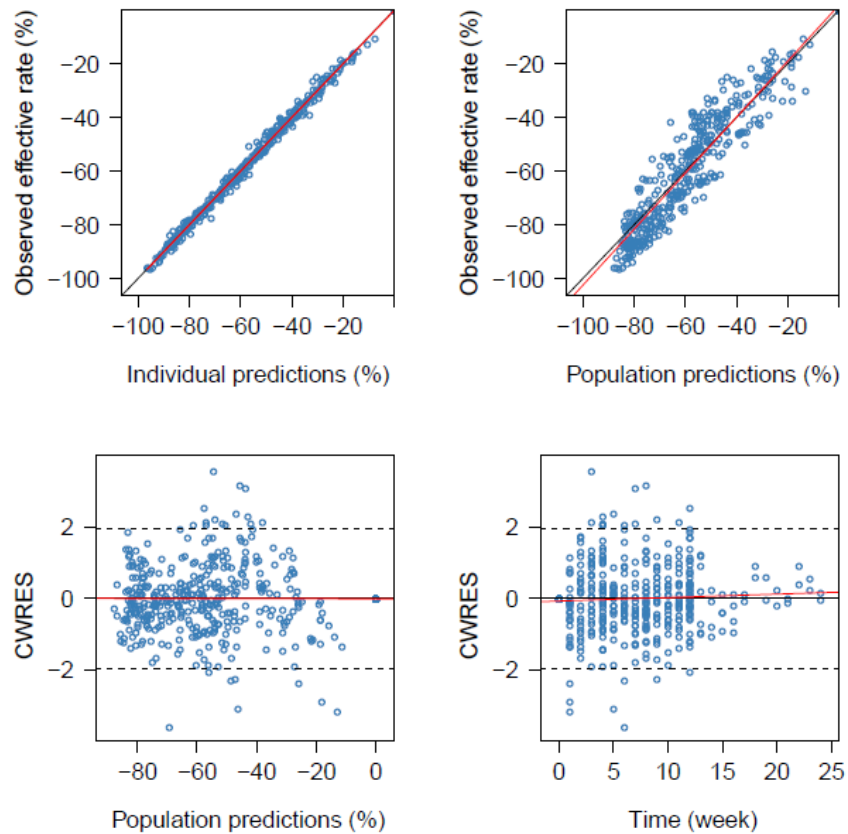 Observed effective rate (%)
−20
−40
−60
−80
−100
−100 −80 −60 −40 −20
Individual predictions (%)
Observed effective rate (%)
−20
−40
−60
−80
−100
−100 −80 −60 −40 −20
Population predictions (%)
CWRES
2
0
−2
−80 −60 −40 −20 0
Population predictions (%)
CWRES
2
0
−2
0 5 10 15 20 25
Time (week)